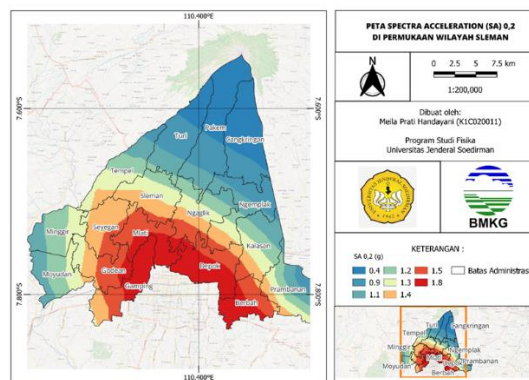 110.400°E
7.600°S
7.800°S
Turi
Pakem
Cangkringan
Tempel
Sleman
Ngemplak
Ngaglik
Minggir
Seyegan
Mlati
Kalasan
Moyudan
Godean
Depok
Gamping
Prambanan
Berbah
7.600°S
7.800°S
110.400°E
PETA SPECTRA ACCELERATION (SA) 0,2
DI PERMUKAAN WILAYAH SLEMAN
N
0 2.5 5 7.5 km
1:200,000
Dibuat oleh:
Meila Prati Handayani (K1C020011)
Program Studi Fisika
Universitas Jenderal Soedirman
BMKG
KETERANGAN :
SA 0,2 (g)
0.4 1.2 1.5 Batas Administrasi
0.9 1.3 1.8
1.1 1.4
Turi
Cangkringan
Tempel
Minggir
Ngemplak
Mlati
Prambanan
Moyudan
Berbah